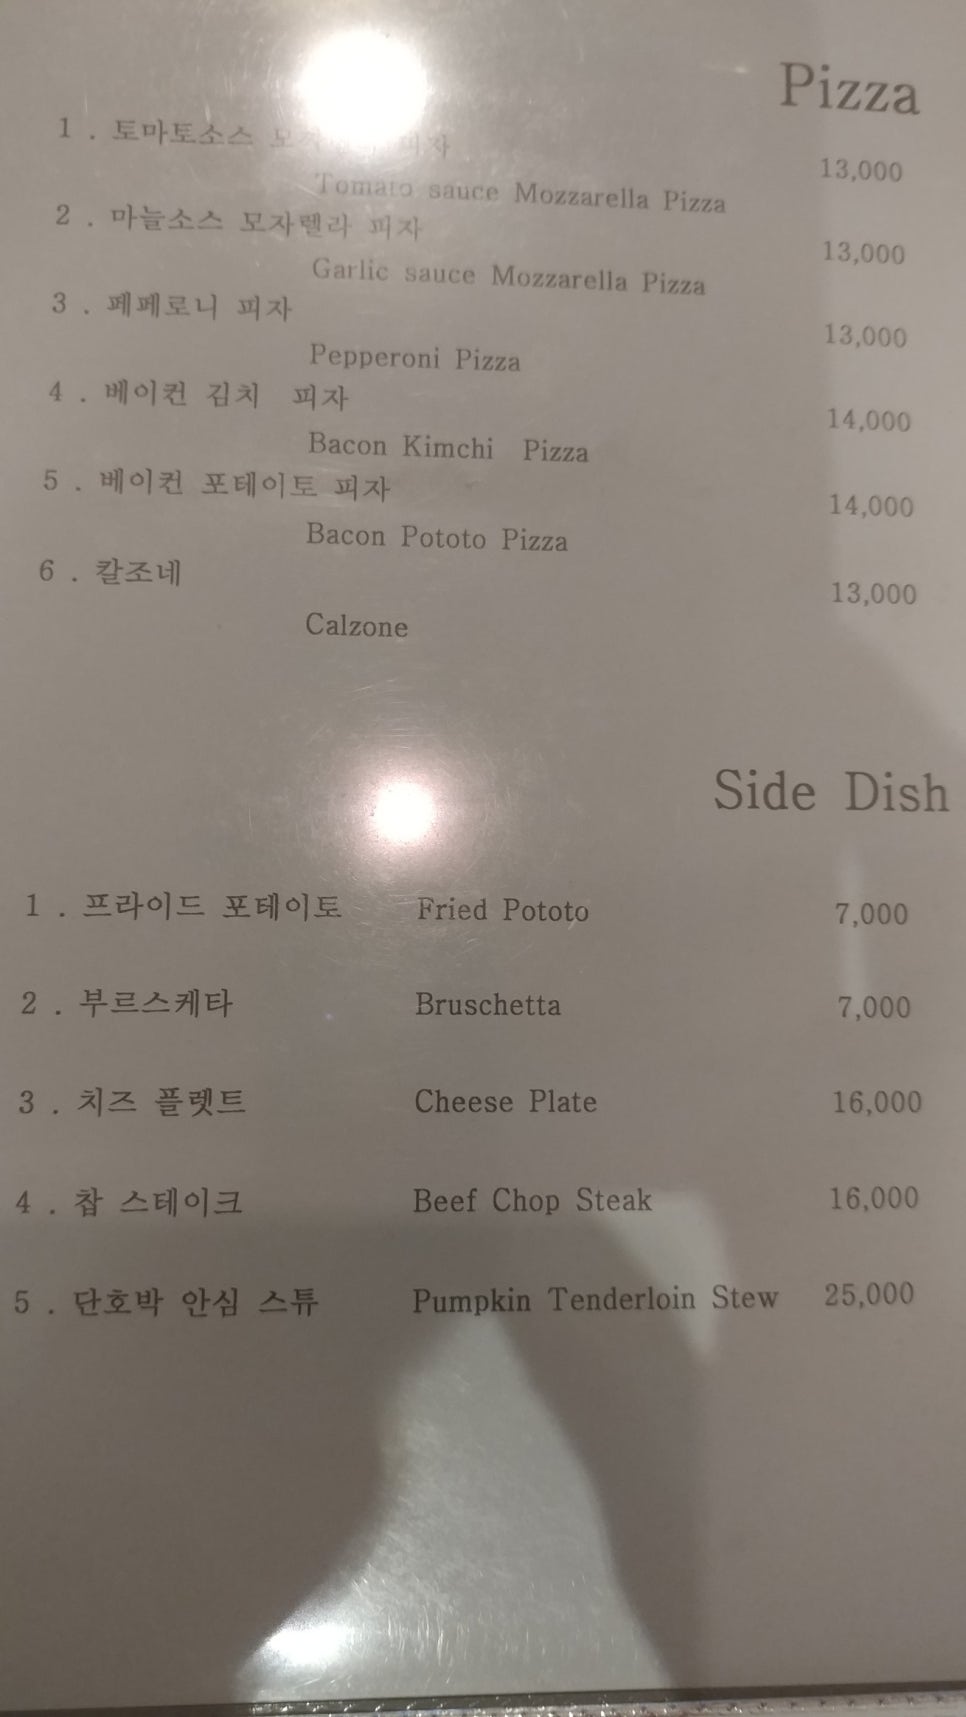 Pizza
1 . 토마토소스 피자 13,000
Tomato sauce Mozzarella Pizza
2 . 마늘소스 모자렐라 피자 13,000
Garlic sauce Mozzarella Pizza
3 . 페페로니 피자 13,000
Pepperoni Pizza
4 . 베이컨 김치 피자 14,000
Bacon Kimchi Pizza
5 . 베이컨 포테이토 피자 14,000
Bacon Pototo Pizza
6 . 칼조네 13,000
Calzone
Side Dish
1 . 프라이드 포테이토 Fried Pototo 7,000
2 . 부르스케타 Bruschetta 7,000
3 . 치즈 플렛트 Cheese Plate 16,000
4 . 찹 스테이크 Beef Chop Steak 16,000
5 . 단호박 안심 스튜 Pumpkin Tenderloin Stew 25,000